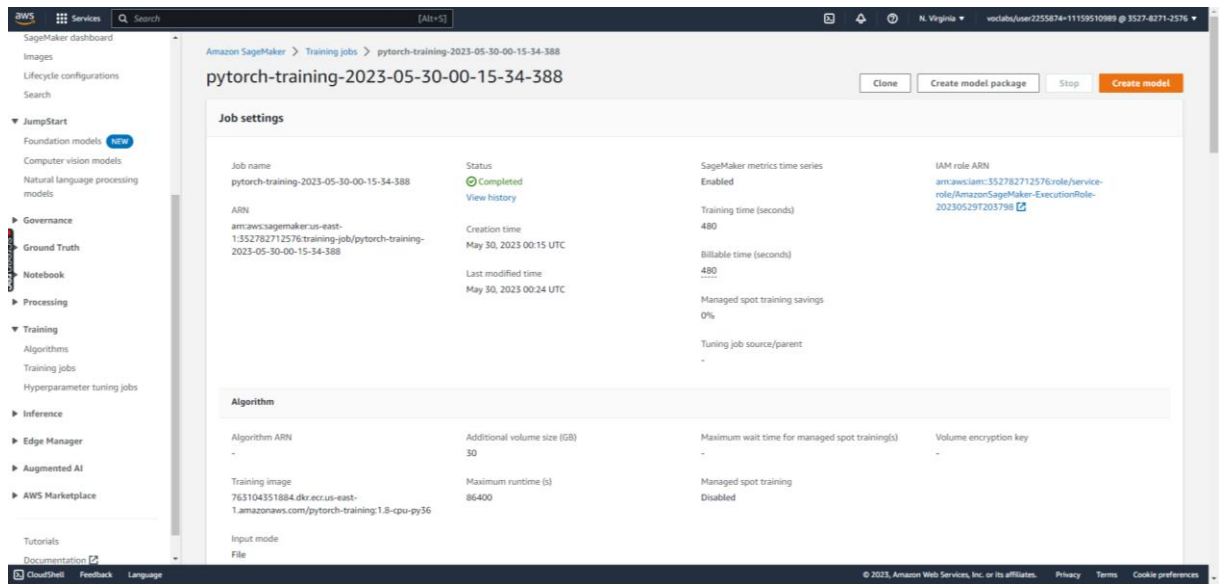 aws Services Search [Alt+S] N. Virginia voclabs/user2255874=11159510989 @ 3527-8271-2576
SageMaker dashboard
Images
Lifecycle configurations
Search
JumpStart
Foundation models NEW
Computer vision models
Natural language processing
models
Governance
Ground Truth
Notebook
Processing
Training
Algorithms
Training jobs
Hyperparameter tuning jobs
Inference
Edge Manager
Augmented AI
AWS Marketplace
Tutorials
Documentation
Amazon SageMaker > Training jobs > pytorch-training-2023-05-30-00-15-34-388
pytorch-training-2023-05-30-00-15-34-388
Clone Create model package Stop Create model
Job settings
Job name
pytorch-training-2023-05-30-00-15-34-388
ARN
arn:aws:sagemaker:us-east-
1:352782712576:training-job/pytorch-training-
2023-05-30-00-15-34-388
Status
Completed
View history
Creation time
May 30, 2023 00:15 UTC
Last modified time
May 30, 2023 00:24 UTC
SageMaker metrics time series
Enabled
Training time (seconds)
480
Billable time (seconds)
480
Managed spot training savings
0%
Tuning job source/parent
-
IAM role ARN
arn:aws:iam::352782712576:role/service-
role/AmazonSageMaker-ExecutionRole-
20230529T203798
Algorithm
Algorithm ARN
-
Training image
763104351884.dkr.ecr.us-east-
1.amazonaws.com/pytorch-training:1.8-cpu-py36
Input mode
File
Additional volume size (GB)
30
Maximum runtime (s)
86400
Maximum wait time for managed spot training(s)
-
Managed spot training
Disabled
Volume encryption key
-
CloudShell Feedback Language © 2023, Amazon Web Services, Inc. or its affiliates. Privacy Terms Cookie preferences